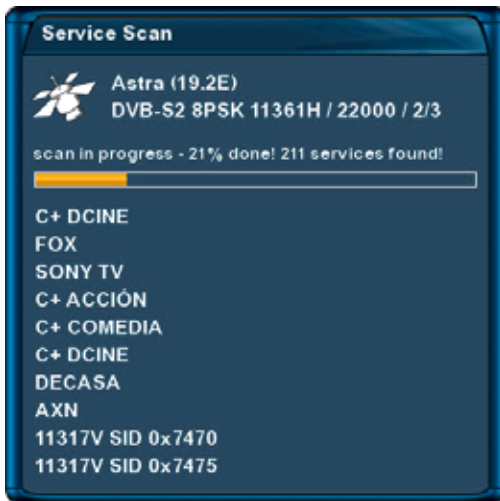 Service Scan
Astra (19.2E)
DVB-S2 8PSK 11361H / 22000 / 2/3
scan in progress - 21% done! 211 services found!
C+ DCINE
FOX
SONY TV
C+ ACCIÓN
C+ COMEDIA
C+ DCINE
DECASA
AXN
11317V SID 0x7470
11317V SID 0x7475